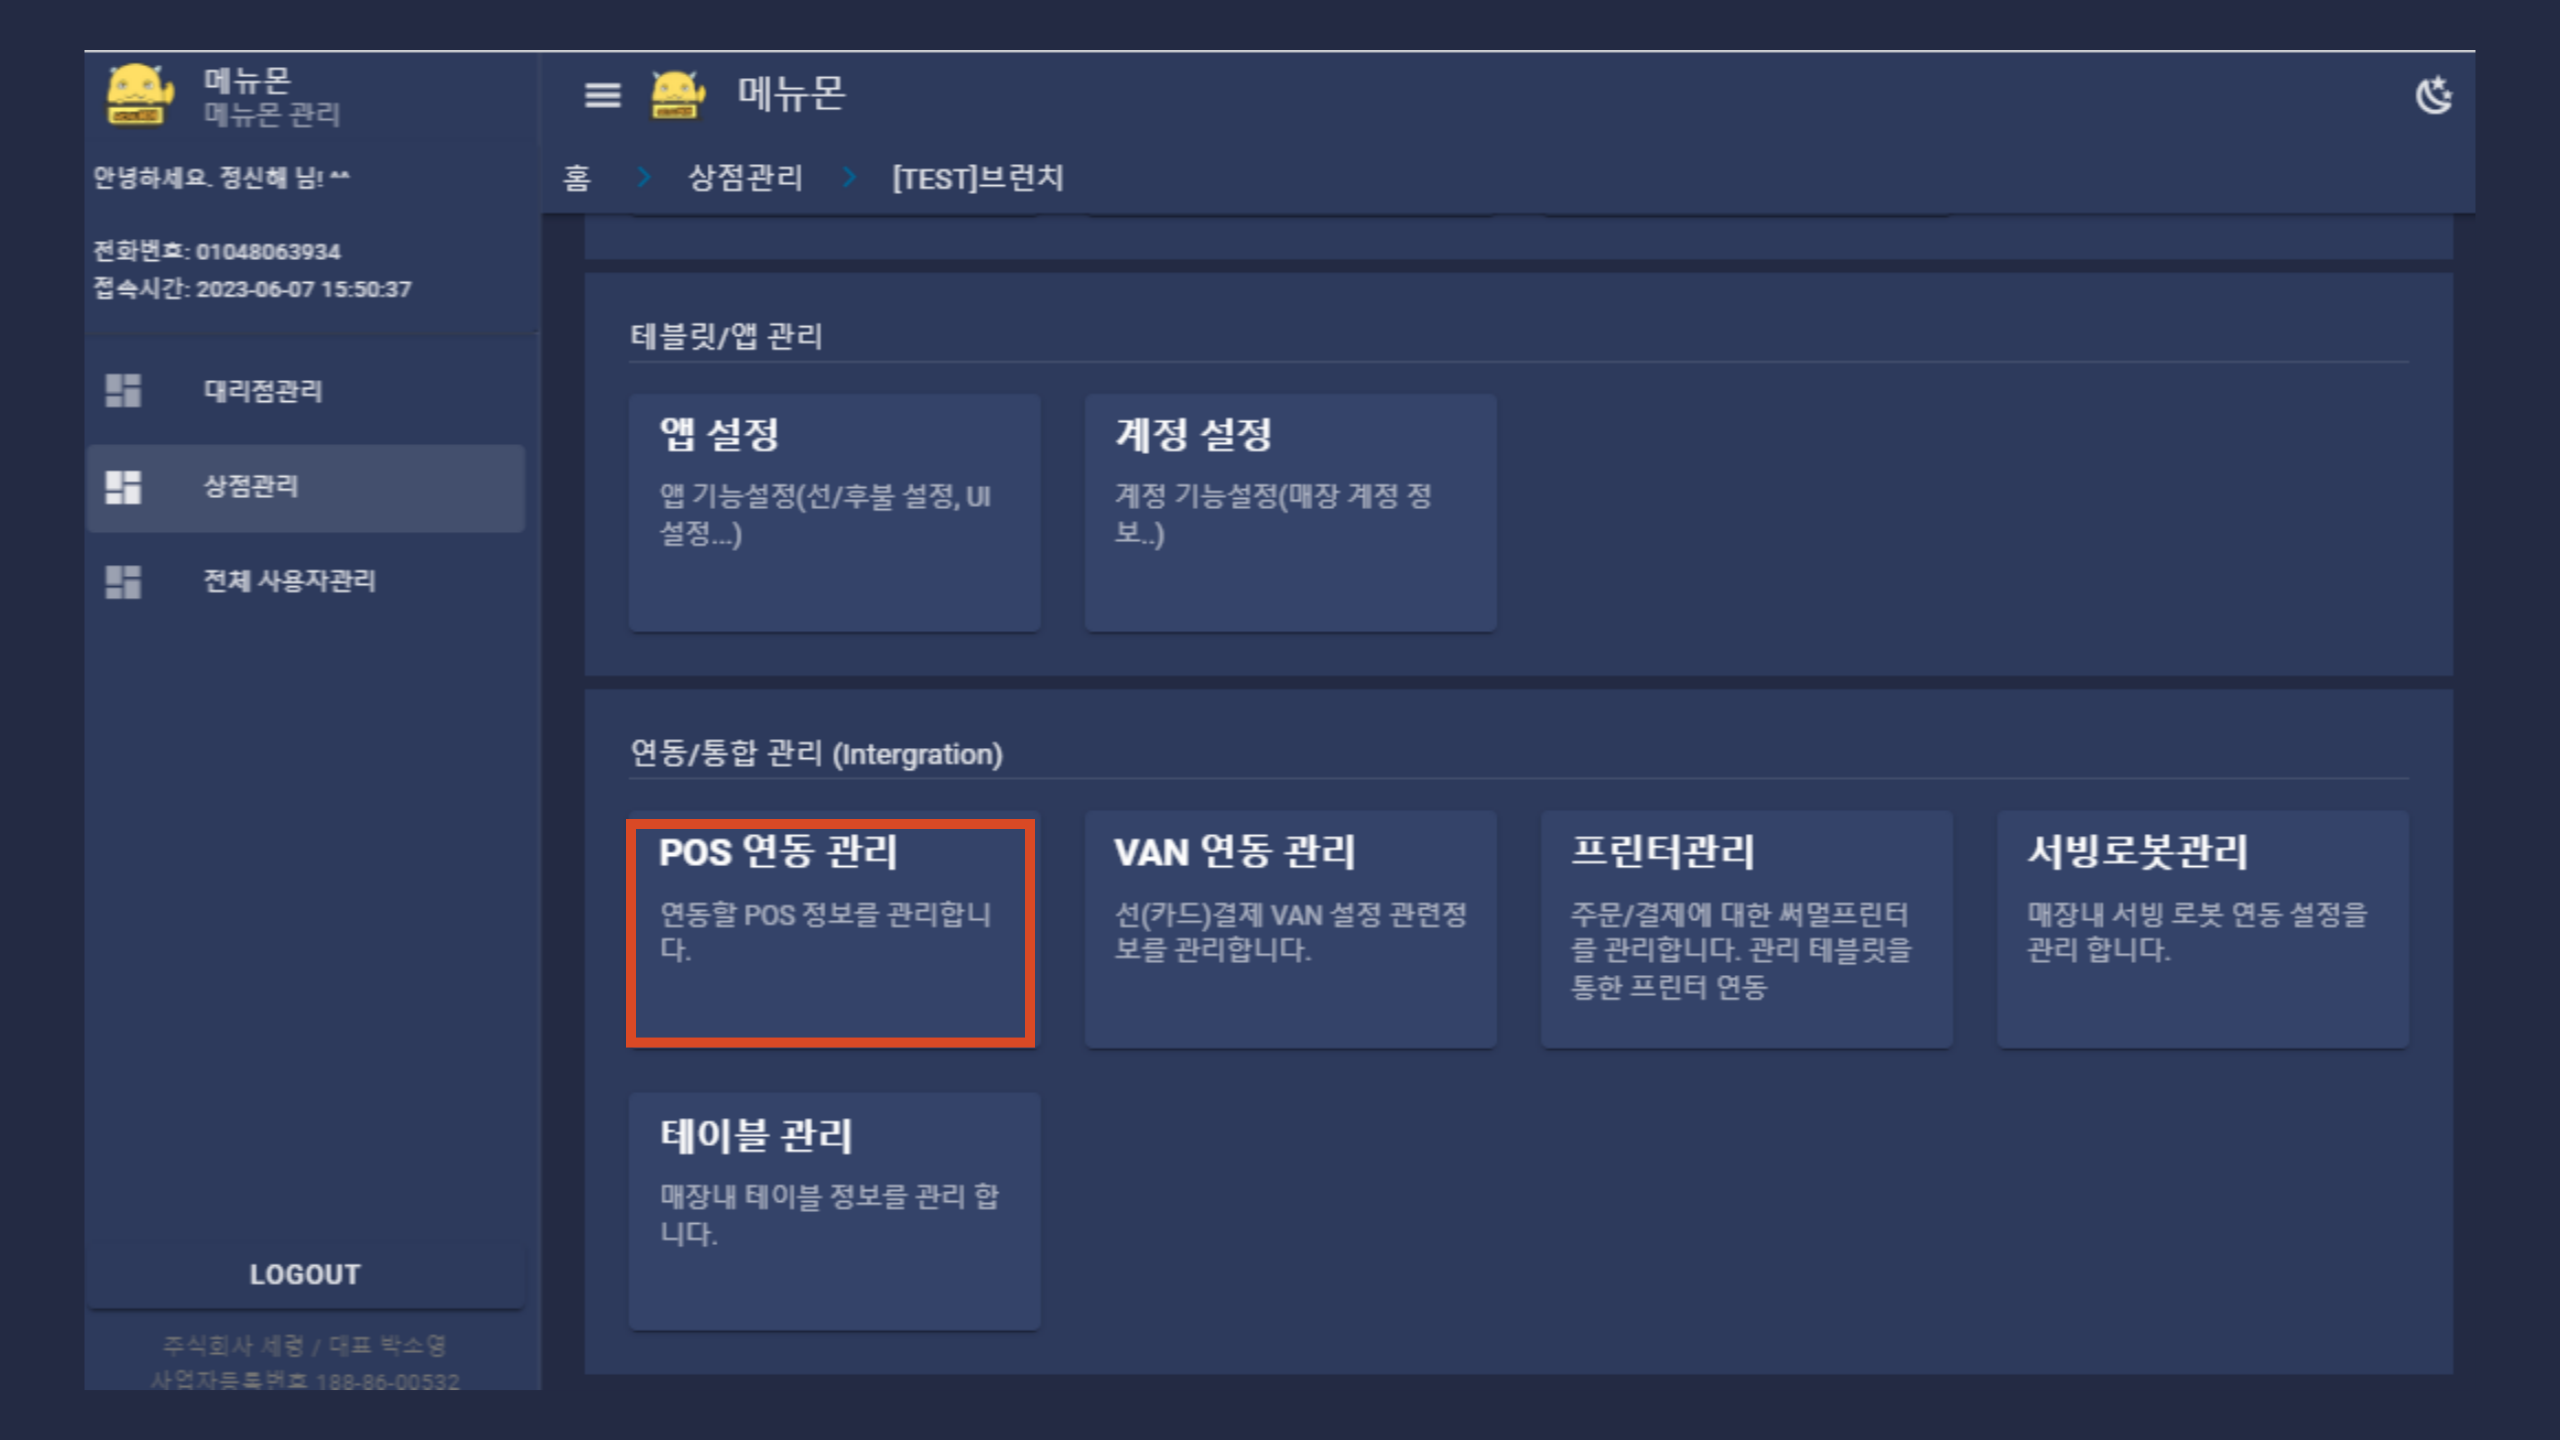 메뉴몬
메뉴몬 관리
안녕하세요. 정신해 님! ^^
전화번호: 01048063934
접속시간: 2023-06-07 15:50:37
대리점관리
상점관리
전체 사용자관리
LOGOUT
주식회사 세령 / 대표 박소영
사업자등록번호 188-86-00532
메뉴몬
홈 > 상점관리 > [TEST]브런치
테블릿/앱 관리
앱 설정
앱 기능설정(선/후불 설정, UI
설정...)
계정 설정
계정 기능설정(매장 계정 정
보..)
연동/통합 관리 (Intergration)
POS 연동 관리
연동할 POS 정보를 관리합니
다.
VAN 연동 관리
선(카드)결제 VAN 설정 관련정
보를 관리합니다.
프린터관리
주문/결제에 대한 써멀프린터
를 관리합니다. 관리 테블릿을
통한 프린터 연동
서빙로봇관리
매장내 서빙 로봇 연동 설정을
관리 합니다.
테이블 관리
매장내 테이블 정보를 관리 합
니다.